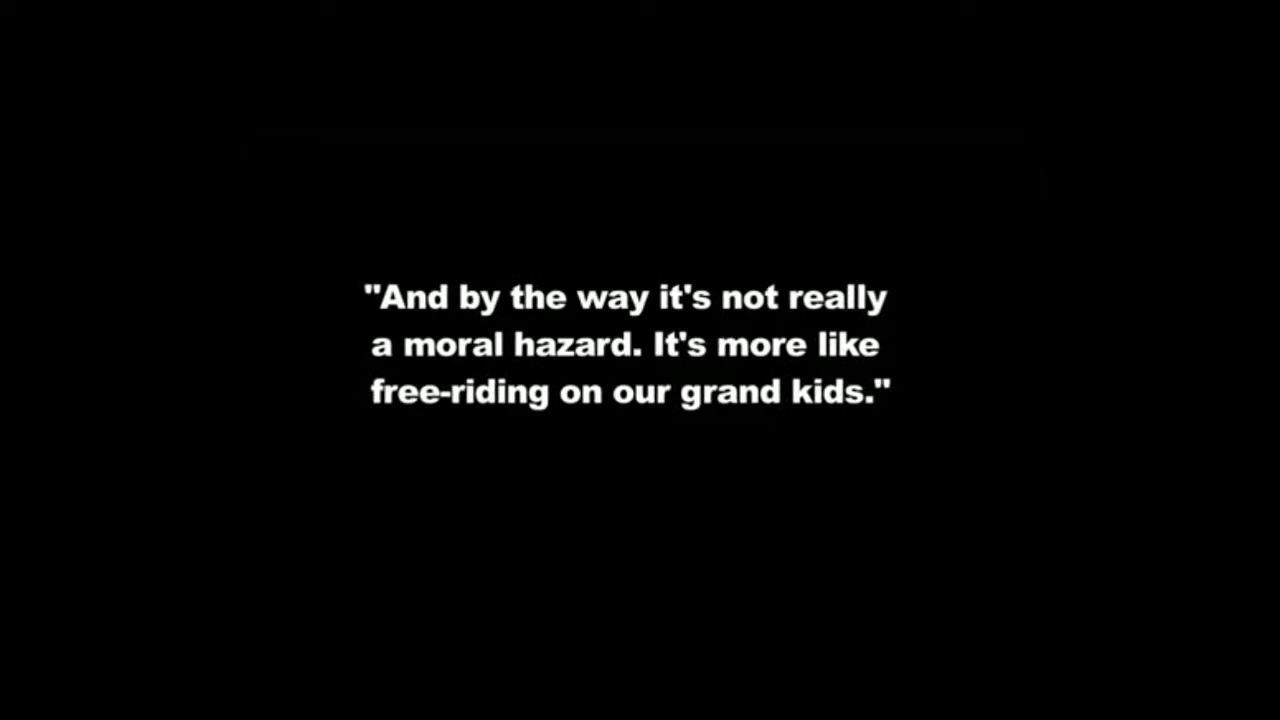 "And by the way it's not really
a moral hazard. It's more like
free-riding on our grand kids."